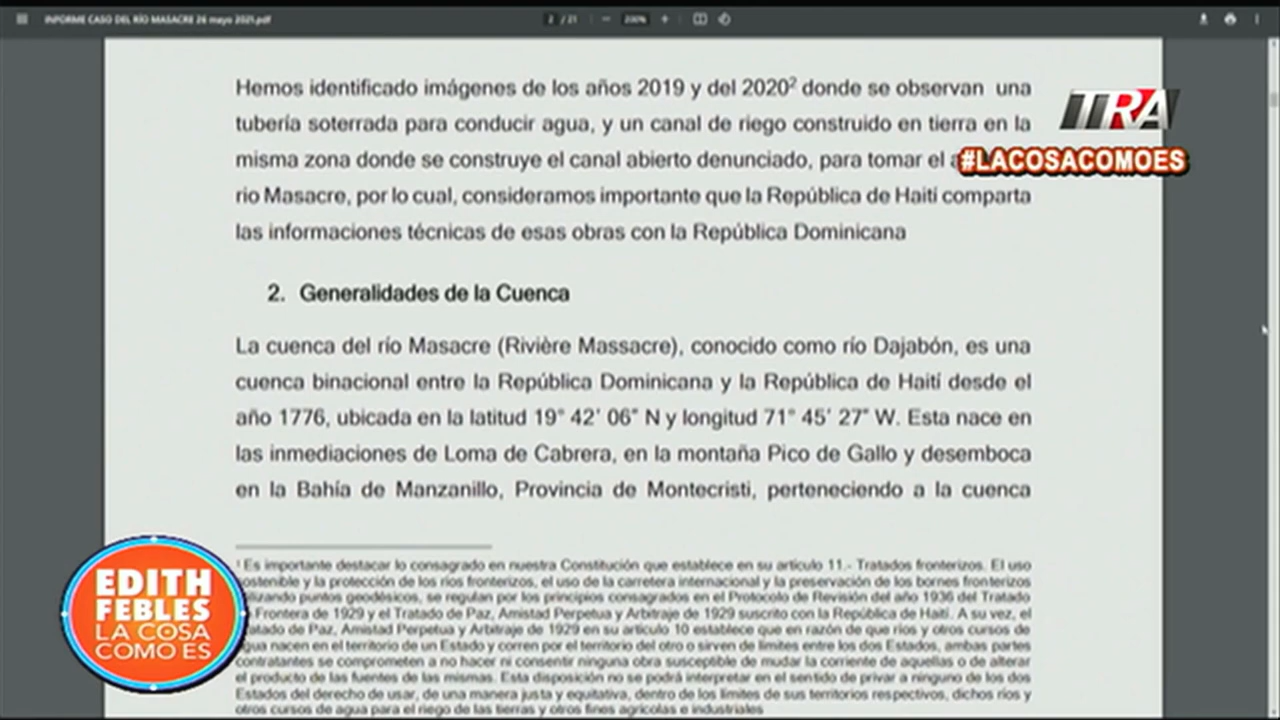 INFORME CASO DEL RÍO MASACRE 26 mayo 2021.pdf
2 / 21
200%
Hemos identificado imágenes de los años 2019 y del 2020² donde se observan una
tubería soterrada para conducir agua, y un canal de riego construido en tierra en la
misma zona donde se construye el canal abierto denunciado, para tomar el
rio Masacre, por lo cual, consideramos importante que la República de Haití comparta
las informaciones técnicas de esas obras con la República Dominicana
TRA
#LACOSACOMOES
2. Generalidades de la Cuenca
La cuenca del río Masacre (Rivière Massacre), conocido como río Dajabón, es una
cuenca binacional entre la República Dominicana y la República de Haití desde el
año 1776, ubicada en la latitud 19° 42' 06" N y longitud 71° 45' 27" W. Esta nace en
las inmediaciones de Loma de Cabrera, en la montaña Pico de Gallo y desemboca
en la Bahía de Manzanillo, Provincia de Montecristi, perteneciendo a la cuenca
¹ Es importante destacar lo consagrado en nuestra Constitución que establece en su artículo 11.- Tratados fronterizos. El uso
ostenible y la protección de los ríos fronterizos, el uso de la carretera internacional y la preservación de los bornes fronterizos
lizando puntos geodésicos, se regulan por los principios consagrados en el Protocolo de Revisión del año 1936 del Tratado
Frontera de 1929 y el Tratado de Paz, Amistad Perpetua y Arbitraje de 1929 suscrito con la República de Haití. A su vez, el
atado de Paz, Amistad Perpetua y Arbitraje de 1929 en su artículo 10 establece que en razón de que ríos y otros cursos de
gua nacen en el territorio de un Estado y corren por el territorio del otro o sirven de límites entre los dos Estados, ambas partes
contratantes se comprometen a no hacer ni consentir ninguna obra susceptible de mudar la corriente de aquellas o de alterar
el producto de las fuentes de las mismas. Esta disposición no se podrá interpretar en el sentido de privar a ninguno de los dos
Estados del derecho de usar, de una manera justa y equitativa, dentro de los límites de sus territorios respectivos, dichos ríos y
otros cursos de agua para el riego de las tierras y otros fines agrícolas e industriales
EDITH
FEBLES
LA COSA
COMO ES